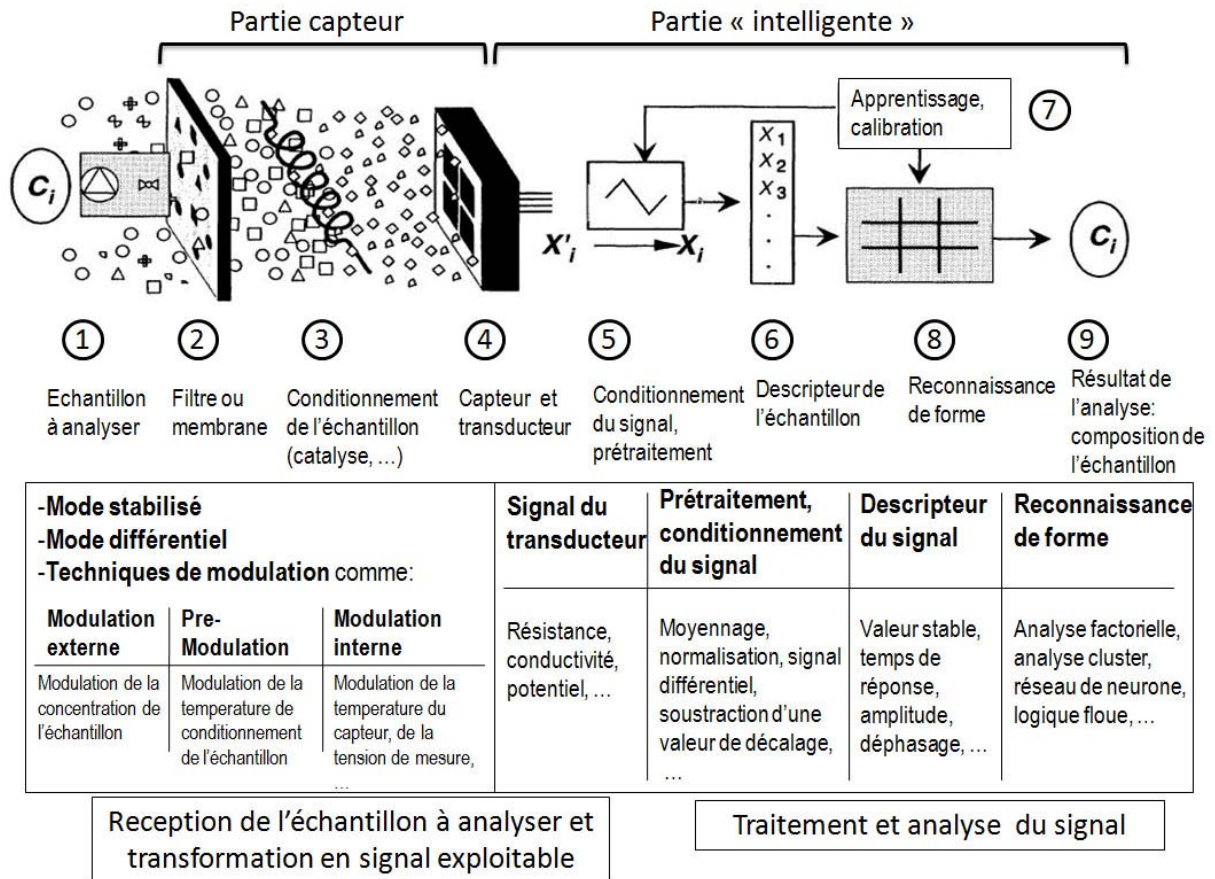 Partie capteur
Partie « intelligente »
Apprentissage,
calibration
7
C i
X'i
Xi
X1
X2
X3
.
.
.
C i
1
2
3
4
5
6
8
9
Echantillon
à analyser
Filtre ou
membrane
Conditionnement
de l'échantillon
(catalyse, ...)
Capteur et
transducteur
Conditionnement
du signal,
prétraitement
Descripteur de
l'échantillon
Reconnaissance
de forme
Résultat de
l'analyse:
composition de
l'échantillon
-Mode stabilisé
-Mode différentiel
-Techniques de modulation comme:
Modulation
externe
Pre-
Modulation
Modulation
interne
Modulation de la
concentration de
l'échantillon
Modulation de la
temperature de
conditionnement
de l'échantillon
Modulation de la
temperature du
capteur, de la
tension de mesure,
...
Signal du
transducteur
Prétraitement,
conditionnement
du signal
Descripteur
du signal
Reconnaissance
de forme
Résistance,
conductivité,
potentiel, ...
Moyennage,
normalisation, signal
différentiel,
soustraction d'une
valeur de décalage,
...
Valeur stable,
temps de
réponse,
amplitude,
déphasage, ...
Analyse factorielle,
analyse cluster,
réseau de neurone,
logique floue, ...
Reception de l'échantillon à analyser et
transformation en signal exploitable
Traitement et analyse du signal